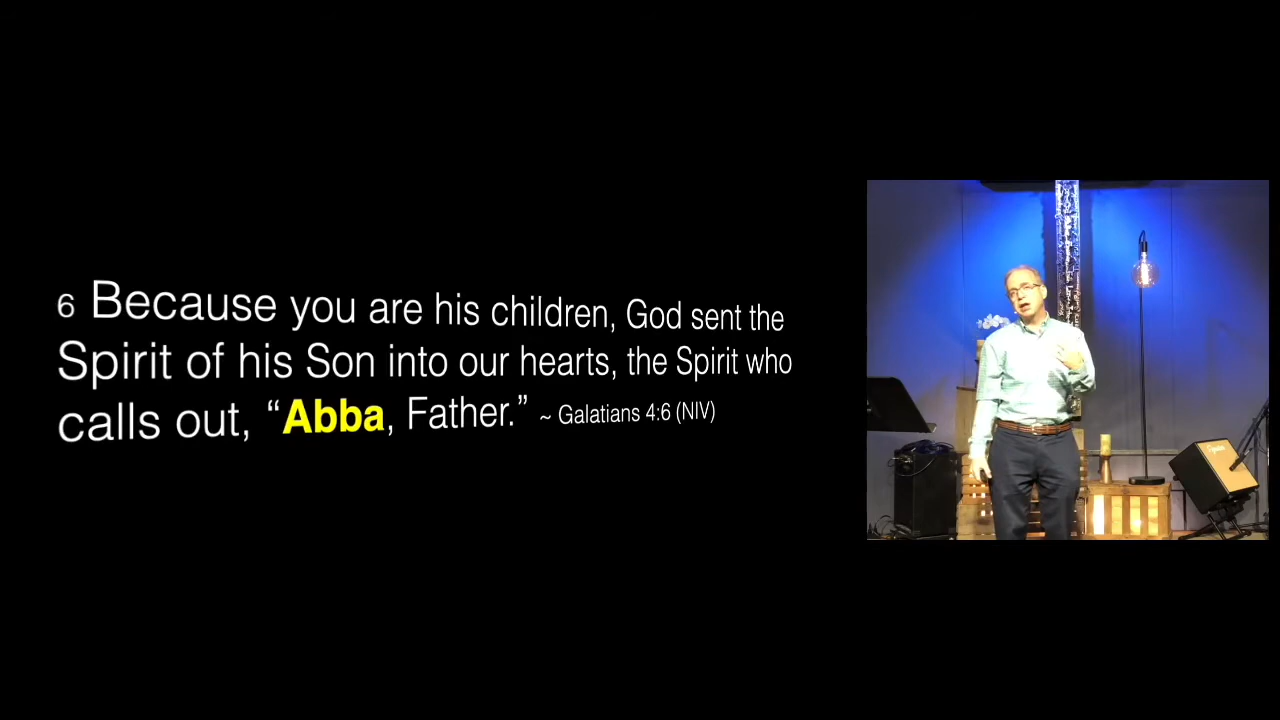 6 Because you are his children, God sent the
Spirit of his Son into our hearts, the Spirit who
calls out, “Abba, Father.” ~ Galatians 4:6 (NIV)